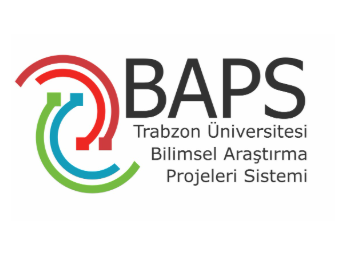 BAPS
Trabzon Üniversitesi
Bilimsel Araştırma
Projeleri Sistemi